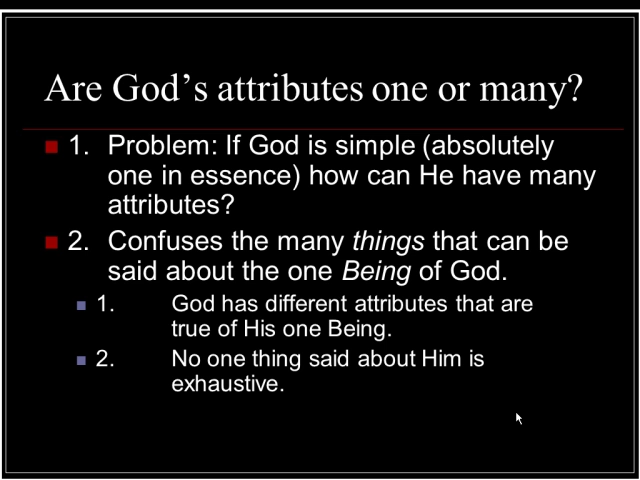 Are God's attributes one or many?
1. Problem: If God is simple (absolutely
one in essence) how can He have many
attributes?
2. Confuses the many things that can be
said about the one Being of God.
1. God has different attributes that are
true of His one Being.
2. No one thing said about Him is
exhaustive.